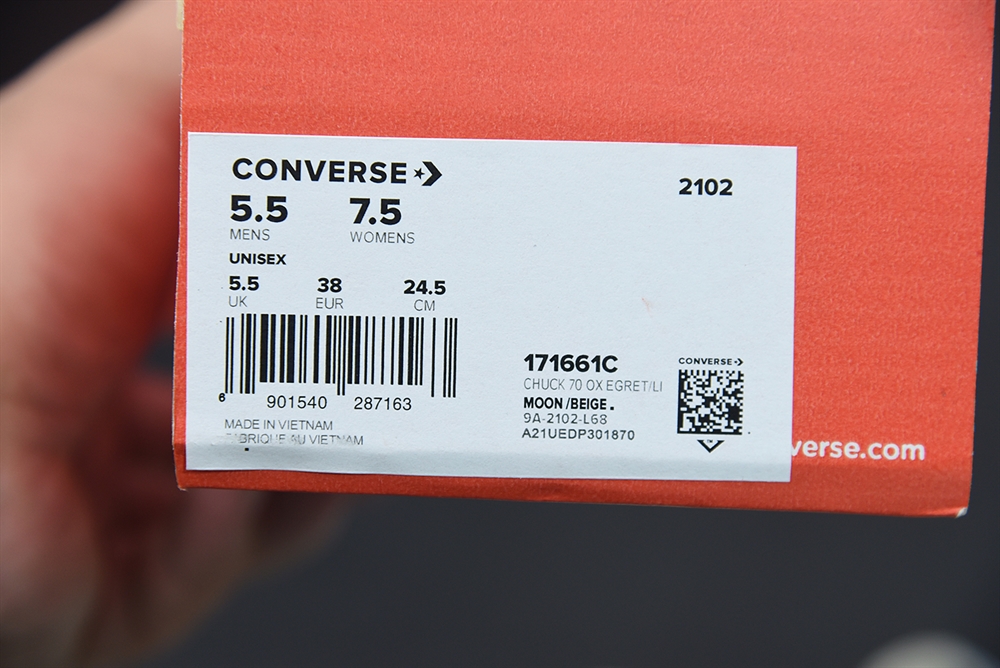 CONVERSE
2102
5.5 7.5
MENS WOMENS
UNISEX
5.5 38 24.5
UK EUR CM
6 901540 287163
MADE IN VIETNAM
AU VIETNAM
171661C
CHUCK 70 OX EGRET/LI
MOON /BEIGE .
9A-2102-L68
A21UEDP301870
CONVERSE
verse.com